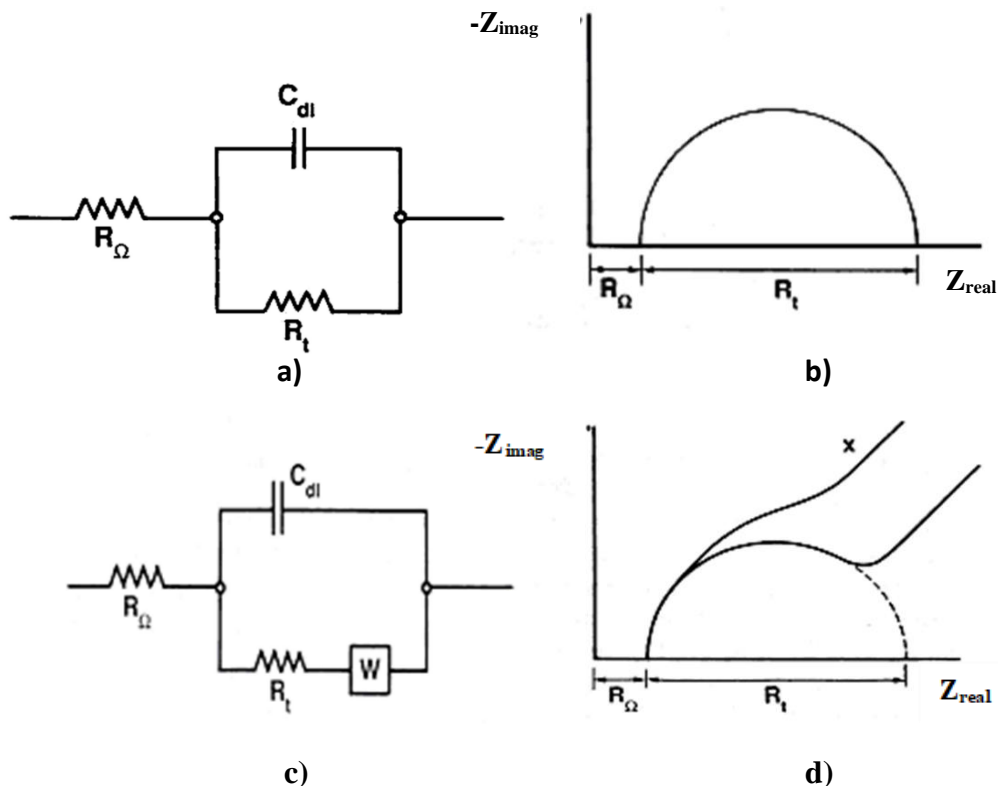 -Zimag
Cdl
RΩ
Rt
RΩ
Rt
Zreal
a)
b)
-Zimag
Cdl
x
RΩ
Rt
W
RΩ
Rt
Zreal
c)
d)